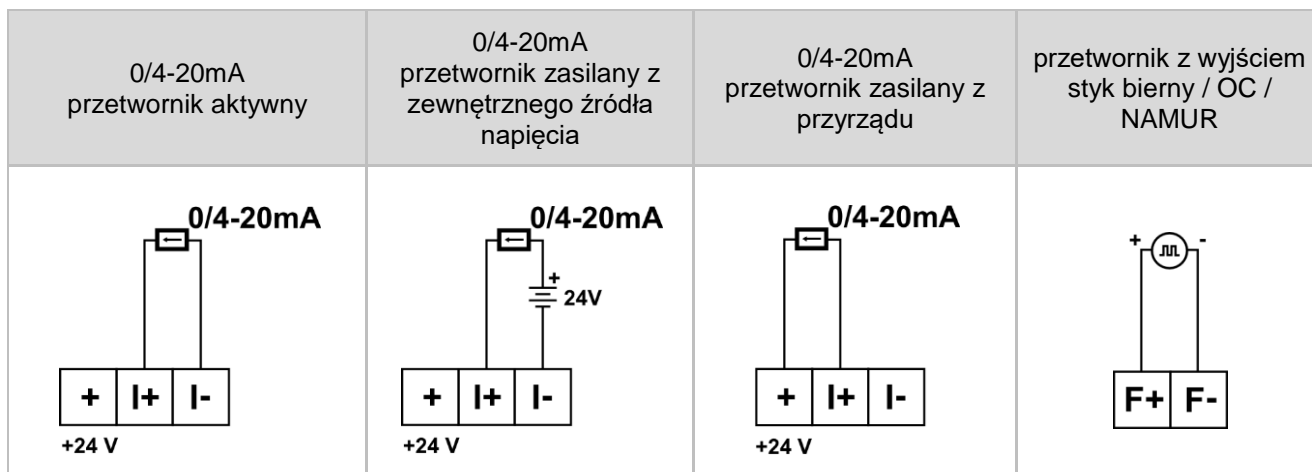 0/4-20mA
przetwornik aktywny
0/4-20mA
przetwornik zasilany z
zewnętrznego źródła
napięcia
0/4-20mA
przetwornik zasilany z
przyrządu
przetwornik z wyjściem
styk bierny / OC /
NAMUR
0/4-20mA
+ I+ I-
+24 V
0/4-20mA
+
24V
+ I+ I-
+24 V
0/4-20mA
+ I+ I-
+24 V
+ -
F+ F-